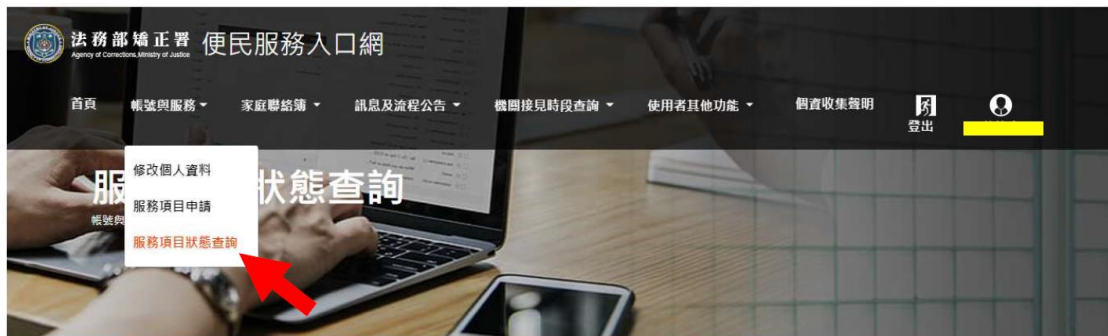 法務部矯正署 便民服務入口網
Agency of Corrections,Ministry of Justice
首頁 帳號與服務 家庭聯絡簿 訊息及流程公告 機關接見時段查詢 使用者其他功能 個資收集聲明 登出
修改個人資料
服 狀態查詢
服務項目申請
帳號與
服務項目狀態查詢